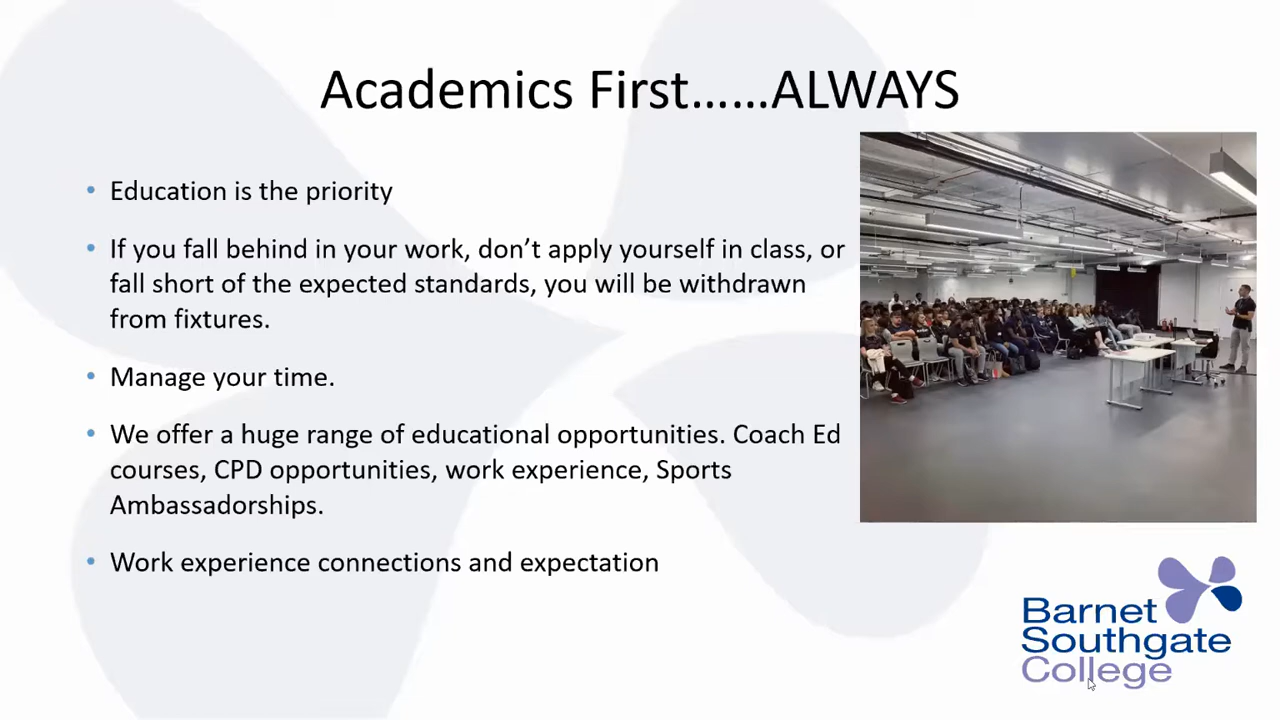 Academics First......ALWAYS
• Education is the priority
• If you fall behind in your work, don’t apply yourself in class, or
fall short of the expected standards, you will be withdrawn
from fixtures.
• Manage your time.
• We offer a huge range of educational opportunities. Coach Ed
courses, CPD opportunities, work experience, Sports
Ambassadorships.
• Work experience connections and expectation
Barnet
Southgate
College